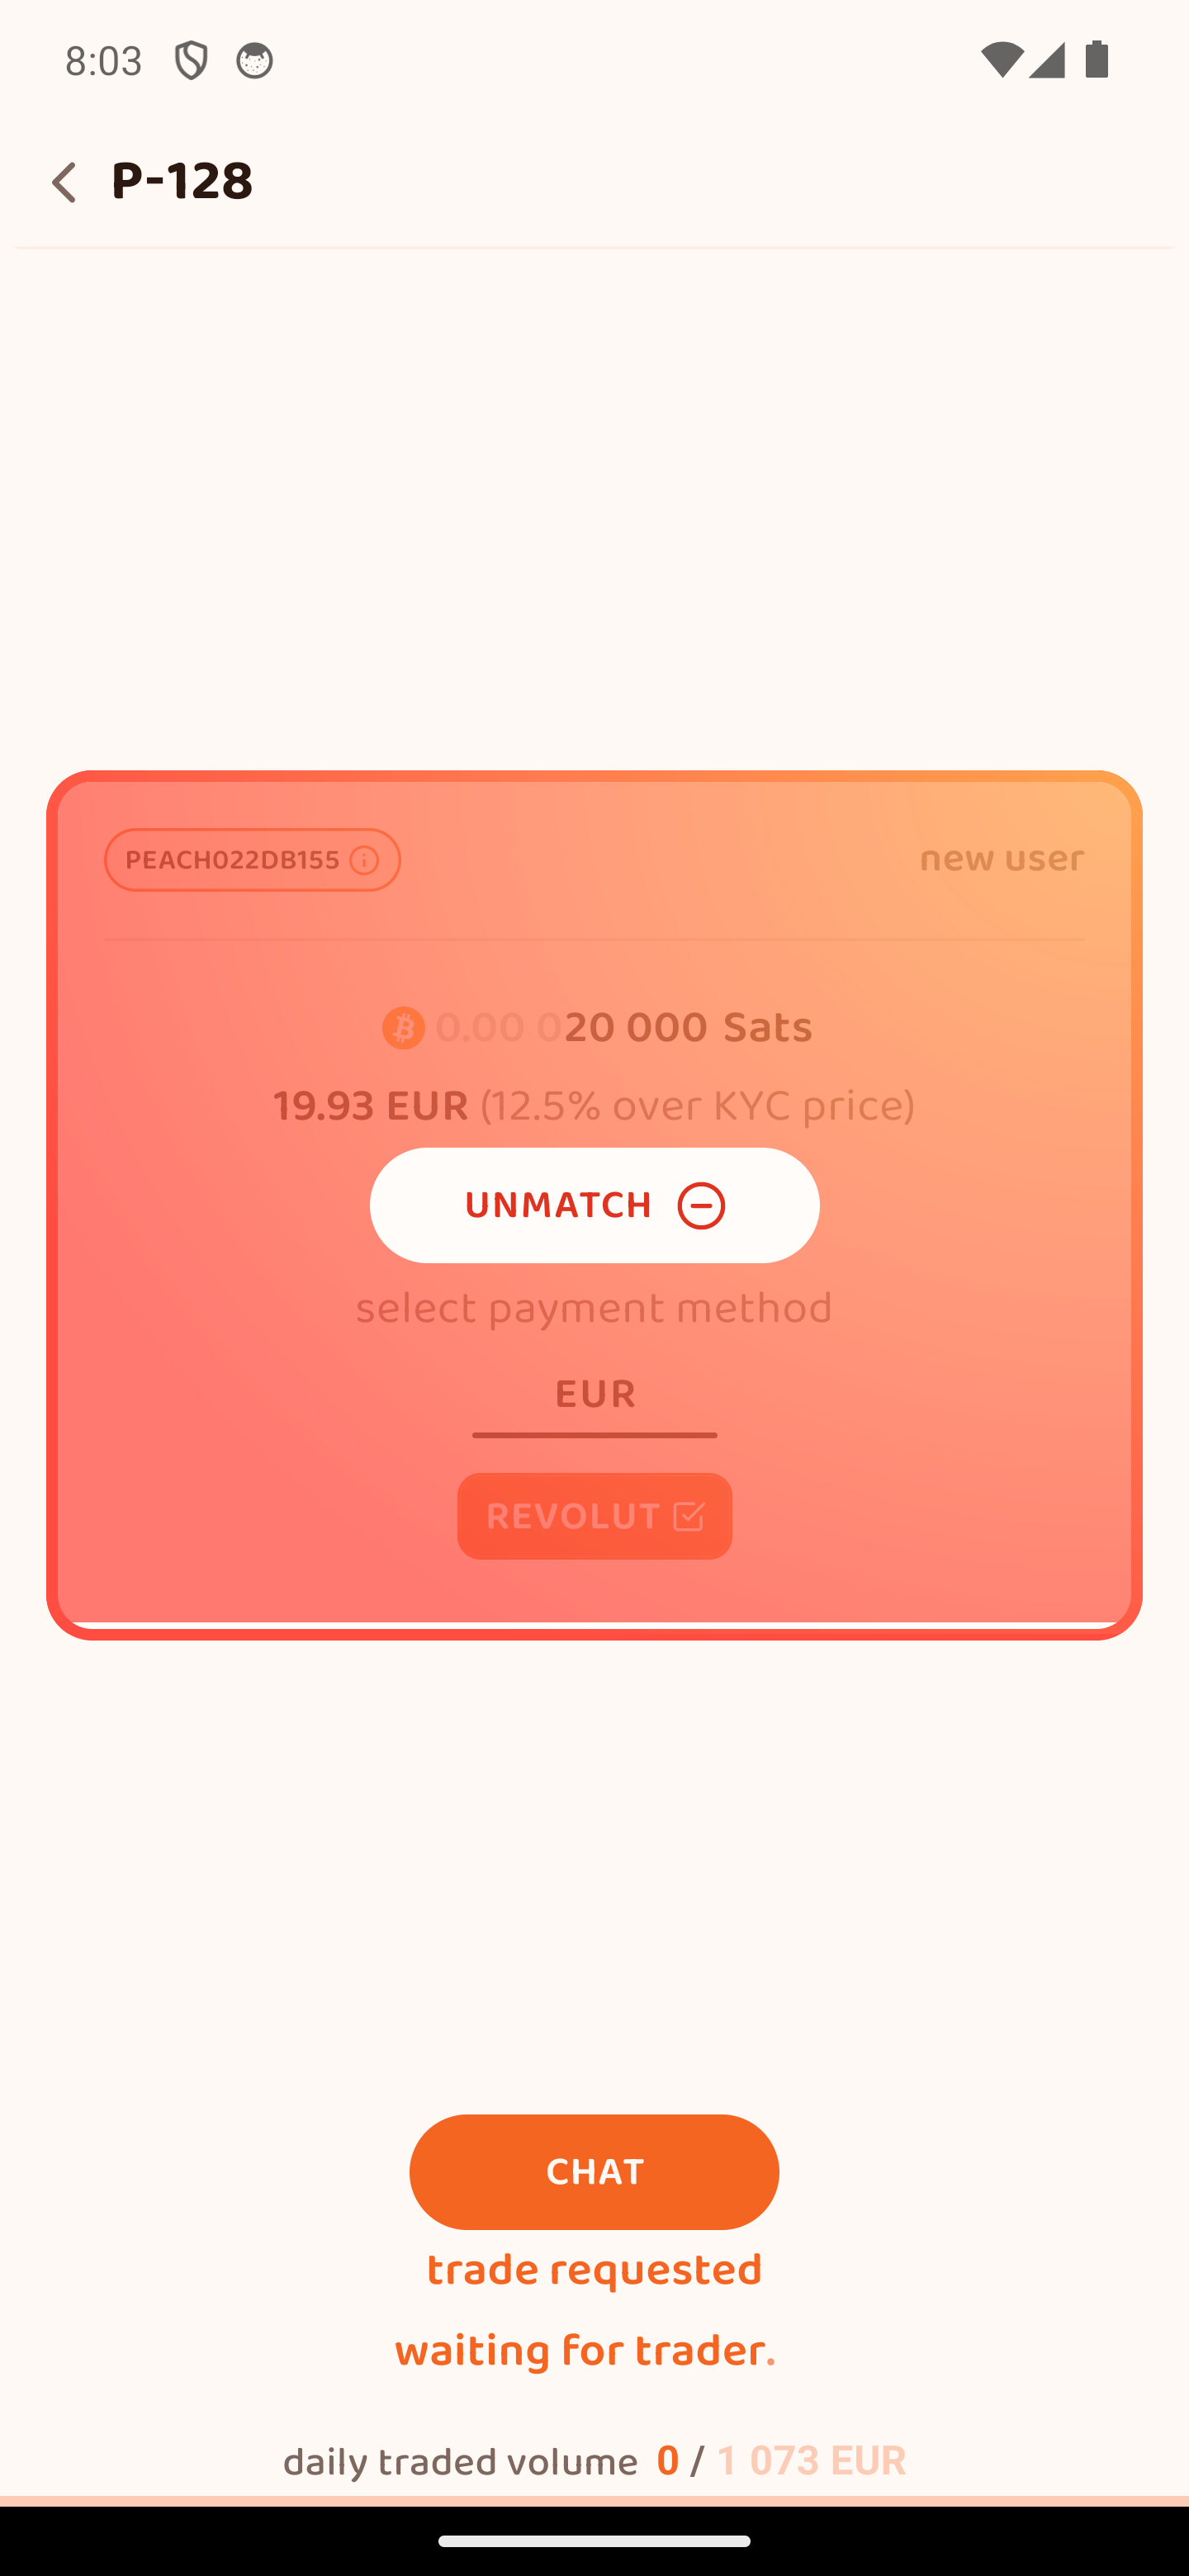 8:03
P-128
PEACH022DB155
new user
0.00 020 000 Sats
19.93 EUR (12.5% over KYC price)
UNMATCH
select payment method
EUR
REVOLUT
CHAT
trade requested
waiting for trader.
daily traded volume 0 / 1 073 EUR